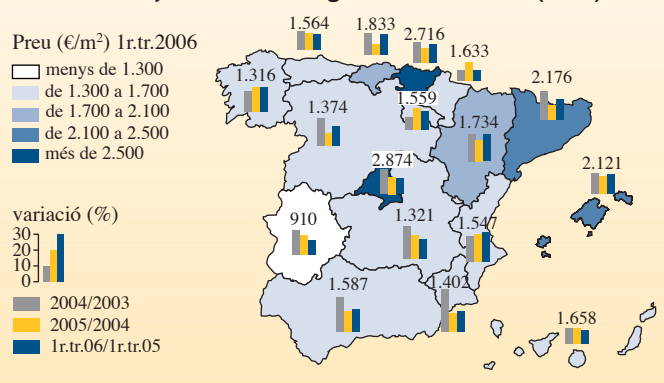 Preu (€/m²) 1r.tr.2006
menys de 1.300
de 1.300 a 1.700
de 1.700 a 2.100
de 2.100 a 2.500
més de 2.500
variació (%)
30
20
10
0
2004/2003
2005/2004
1r.tr.06/1r.tr.05
1.564
1.833
2.716
1.633
1.316
2.176
1.374
1.559
1.734
2.874
2.121
910
1.321
1.547
1.587
1.402
1.658